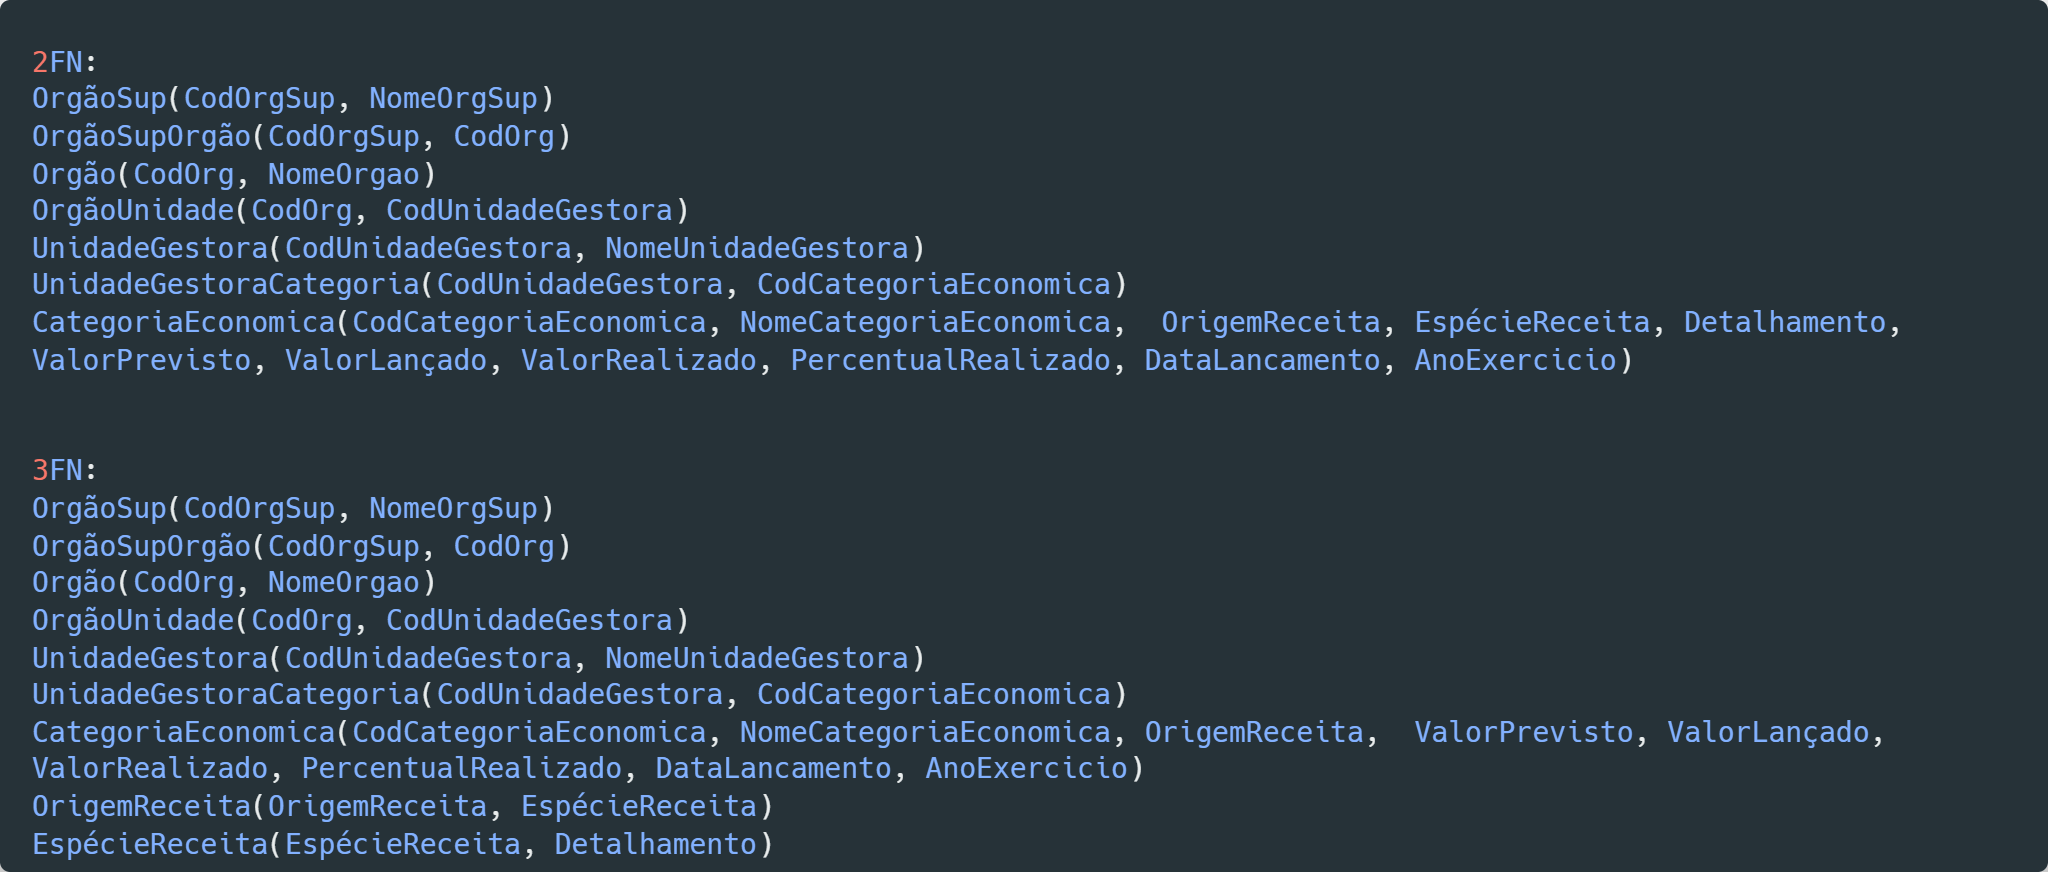 2FN:
OrgãoSup(CodOrgSup, NomeOrgSup)
OrgãoSupOrgão(CodOrgSup, CodOrg)
Orgão(CodOrg, NomeOrgao)
OrgãoUnidade(CodOrg, CodUnidadeGestora)
UnidadeGestora(CodUnidadeGestora, NomeUnidadeGestora)
UnidadeGestoraCategoria(CodUnidadeGestora, CodCategoriaEconomica)
CategoriaEconomica(CodCategoriaEconomica, NomeCategoriaEconomica,  OrigemReceita, EspécieReceita, Detalhamento,
ValorPrevisto, ValorLançado, ValorRealizado, PercentualRealizado, DataLancamento, AnoExercicio)
3FN:
OrgãoSup(CodOrgSup, NomeOrgSup)
OrgãoSupOrgão(CodOrgSup, CodOrg)
Orgão(CodOrg, NomeOrgao)
OrgãoUnidade(CodOrg, CodUnidadeGestora)
UnidadeGestora(CodUnidadeGestora, NomeUnidadeGestora)
UnidadeGestoraCategoria(CodUnidadeGestora, CodCategoriaEconomica)
CategoriaEconomica(CodCategoriaEconomica, NomeCategoriaEconomica, OrigemReceita,  ValorPrevisto, ValorLançado,
ValorRealizado, PercentualRealizado, DataLancamento, AnoExercicio)
OrigemReceita(OrigemReceita, EspécieReceita)
EspécieReceita(EspécieReceita, Detalhamento)